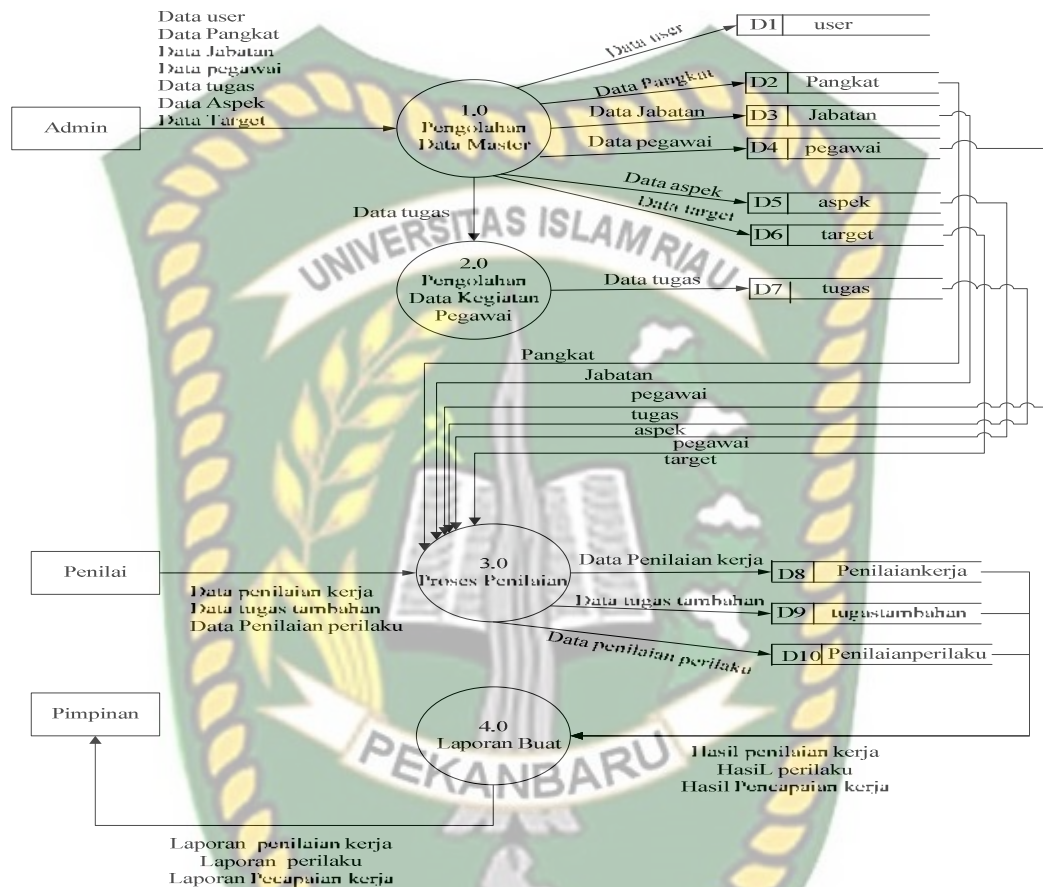 Data user
Data Pangkat
Data Jabatan
Data pegawai
Data tugas
Data Aspek
Data Target
Admin
1.0
Pengolahan
Data Master
Data user
D1 user
Data Pangkat
D2 Pangkat
Data Jabatan
D3 Jabatan
Data pegawai
D4 pegawai
Data aspek
D5 aspek
Data target
D6 target
Data tugas
UNIVERSITAS ISLAM RIAU
2.0
Pengolahan
Data Kegiatan
Pegawai
Data tugas
D7 tugas
Pangkat
Jabatan
pegawai
tugas
aspek
pegawai
target
Penilai
Data penilaian kerja
Data tugas tambahan
Data Penilaian perilaku
3.0
Proses Penilaian
Data Penilaian kerja
D8 Penilaiankerja
Data tugas tambahan
D9 tugastambahan
Data penilaian perilaku
D10 Penilaianperilaku
Pimpinan
4.0
Laporan Buat
PEKANBARU
Hasil penilaian kerja
HasiL perilaku
Hasil Pencapaian kerja
Laporan penilaian kerja
Laporan perilaku
Laporan Pecapaian kerja